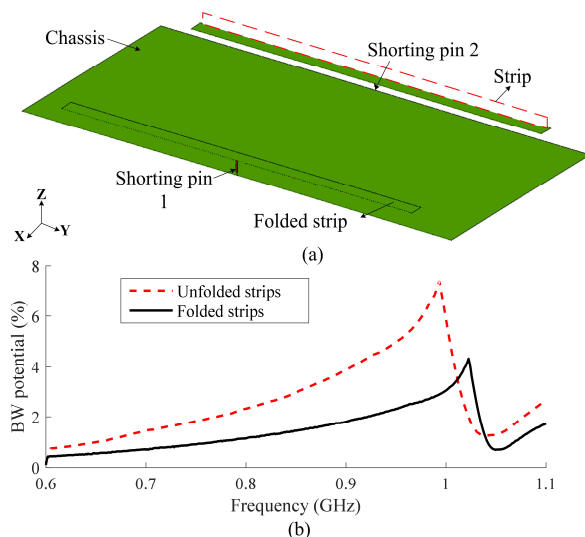 Chassis
Shorting pin 2
Strip
Shorting pin
1
Folded strip
Z
X
Y
(a)
8
6
4
2
0
BW potential (%)
Unfolded strips
Folded strips
0.6
0.7
0.8
0.9
1
1.1
Frequency (GHz)
(b)